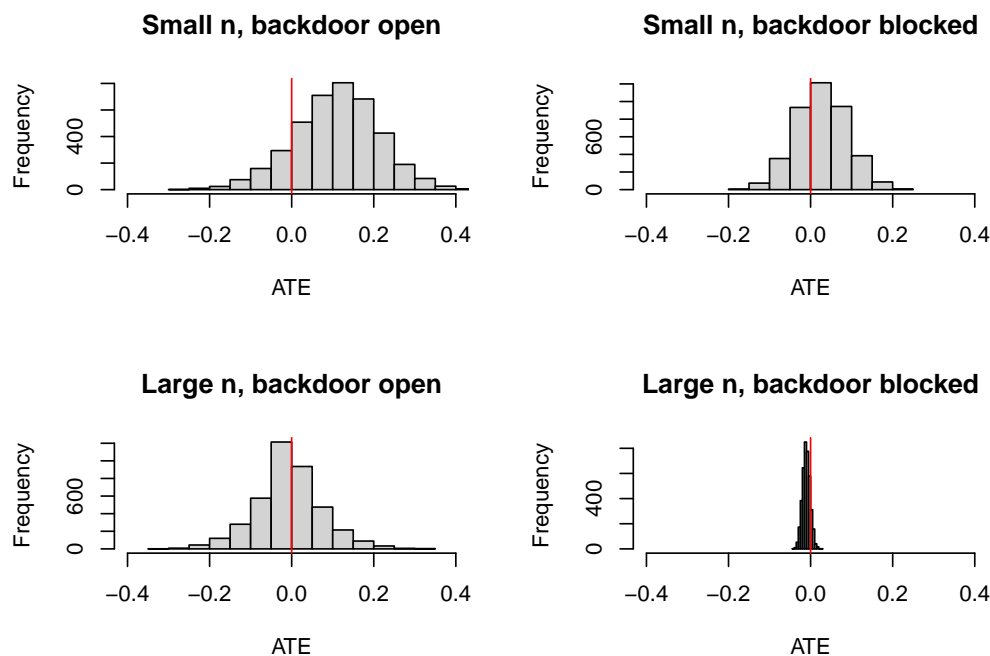 Small n, backdoor open
Frequency
0 400
−0.4 −0.2 0.0 0.2 0.4
ATE
Small n, backdoor blocked
Frequency
0 600
−0.4 −0.2 0.0 0.2 0.4
ATE
Large n, backdoor open
Frequency
0 600
−0.4 −0.2 0.0 0.2 0.4
ATE
Large n, backdoor blocked
Frequency
0 400
−0.4 −0.2 0.0 0.2 0.4
ATE